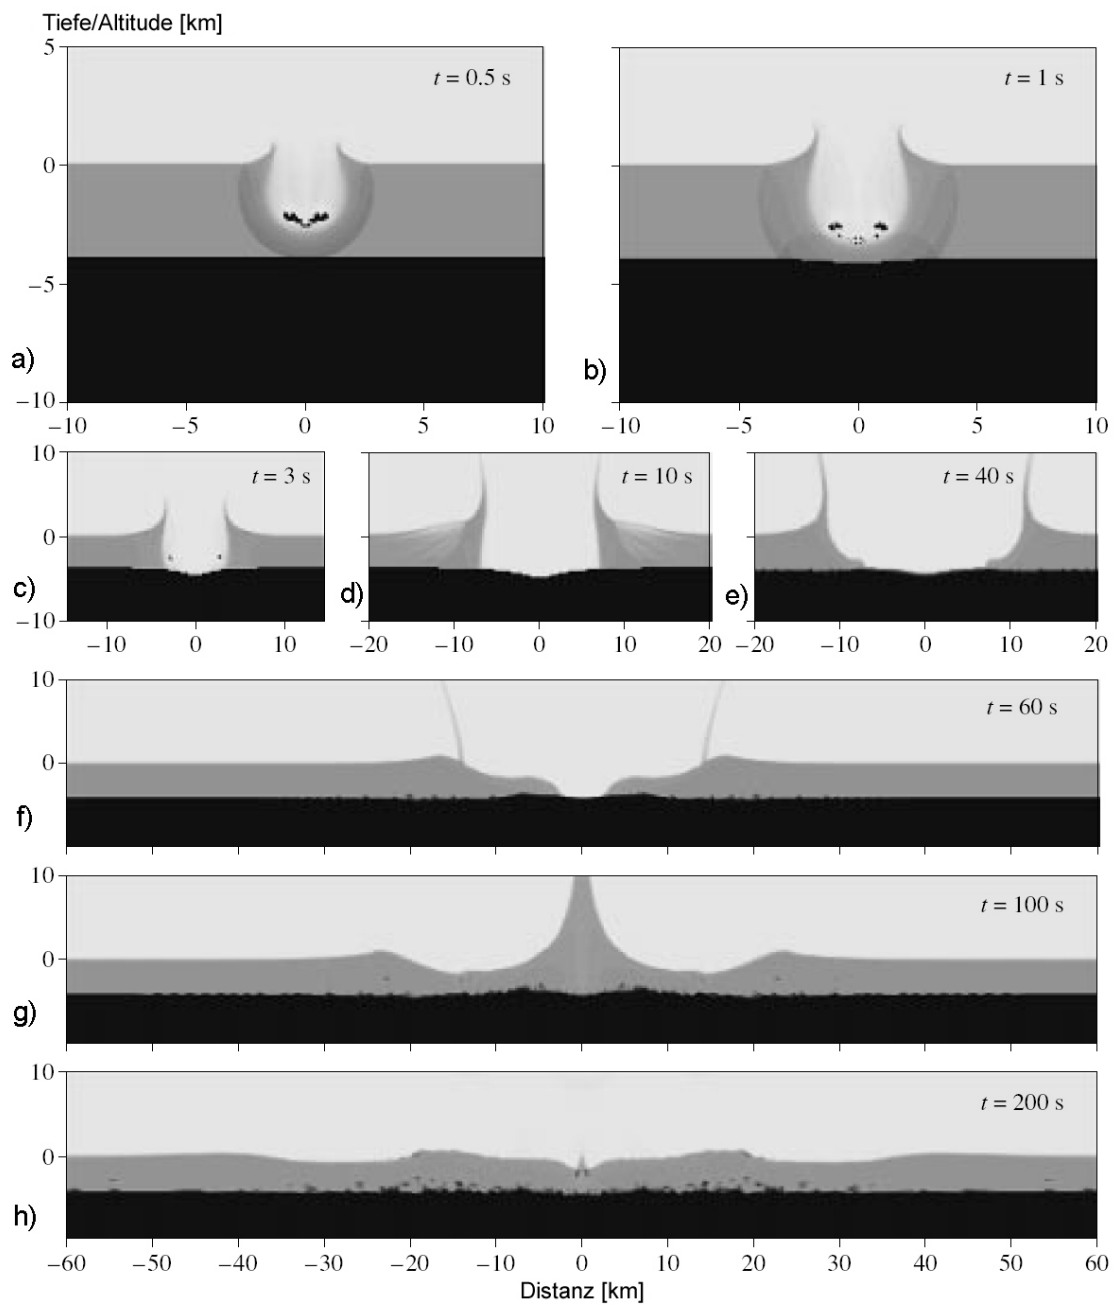 Tiefe/Altitude [km]
5
0
−5
−10
−10 −5 0 5 10
t = 0.5 s
a)
t = 1 s
b)
−10 −5 0 5 10
10
0
−10
t = 3 s
c)
−10 0 10
t = 10 s
d)
−20 −10 0 10 20
t = 40 s
e)
−20 −10 0 10 20
10
0
t = 60 s
f)
10
0
t = 100 s
g)
10
0
t = 200 s
h)
−60 −50 −40 −30 −20 −10 0 10 20 30 40 50 60
Distanz [km]